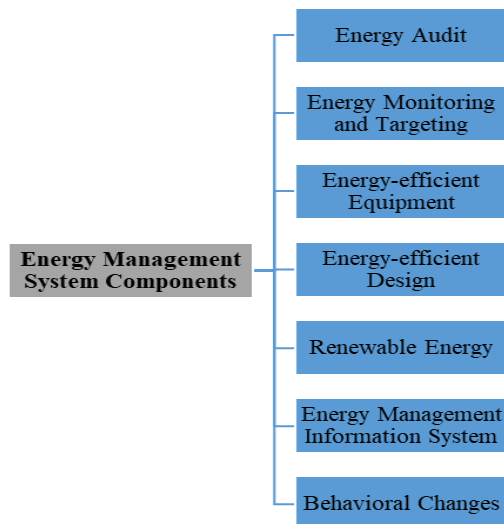 Energy Audit
Energy Monitoring
and Targeting
Energy-efficient
Equipment
Energy Management
System Components
Energy-efficient
Design
Renewable Energy
Energy Management
Information System
Behavioral Changes